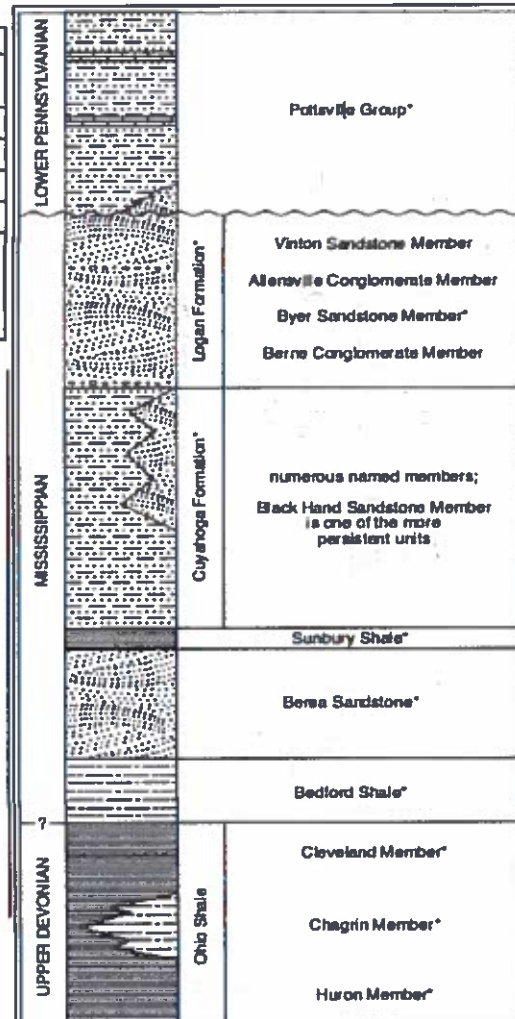 LOWER PENNSYLVANIAN
Pottsville Group*
MISSISSIPPIAN
Logan Formation*
Vinton Sandstone Member
Allensville Conglomerate Member
Byer Sandstone Member*
Berne Conglomerate Member
Cuyahoga Formation*
numerous named members;
Black Hand Sandstone Member
is one of the more
persistent units
Sunbury Shale*
Berea Sandstone*
Bedford Shale*
?
UPPER DEVONIAN
Ohio Shale
Cleveland Member*
Chagrin Member*
Huron Member*